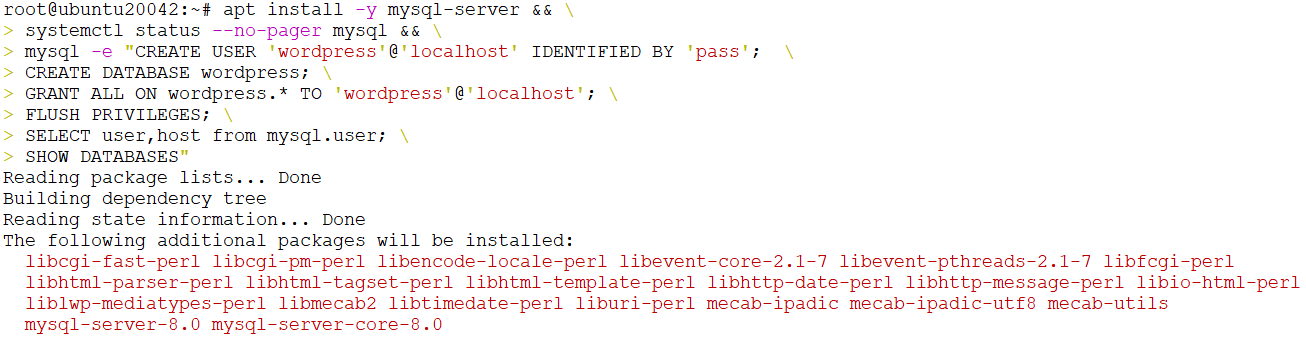 root@ubuntu20042:~# apt install -y mysql-server && \
> systemctl status --no-pager mysql && \
> mysql -e "CREATE USER 'wordpress'@'localhost' IDENTIFIED BY 'pass';  \
> CREATE DATABASE wordpress; \
> GRANT ALL ON wordpress.* TO 'wordpress'@'localhost'; \
> FLUSH PRIVILEGES; \
> SELECT user,host from mysql.user; \
> SHOW DATABASES"
Reading package lists... Done
Building dependency tree
Reading state information... Done
The following additional packages will be installed:
  libcgi-fast-perl libcgi-pm-perl libencode-locale-perl libevent-core-2.1-7 libevent-pthreads-2.1-7 libfcgi-perl
  libhtml-parser-perl libhtml-tagset-perl libhtml-template-perl libhttp-date-perl libhttp-message-perl libio-html-perl
  liblwp-mediatypes-perl libmecab2 libtimedate-perl liburi-perl mecab-ipadic mecab-ipadic-utf8 mecab-utils
  mysql-server-8.0 mysql-server-core-8.0